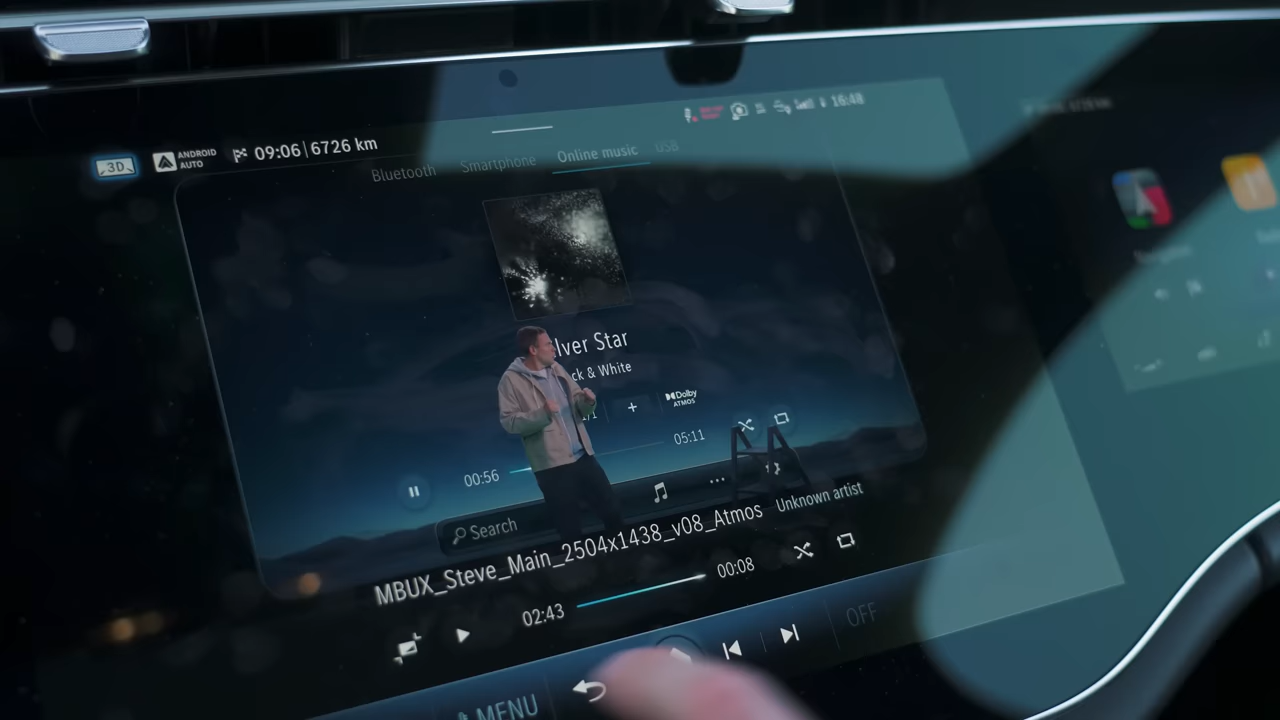 3D
ANDROID
AUTO
09:06 | 6726 km
16:48
Bluetooth Smartphone Online music USB
lver Star
ck & White
+ Dolby
ATMOS
00:56 05:11
Search
MBUX_Steve_Main_2504x1438_v08_Atmos Unknown artist
02:43 00:08
OFF
MENU